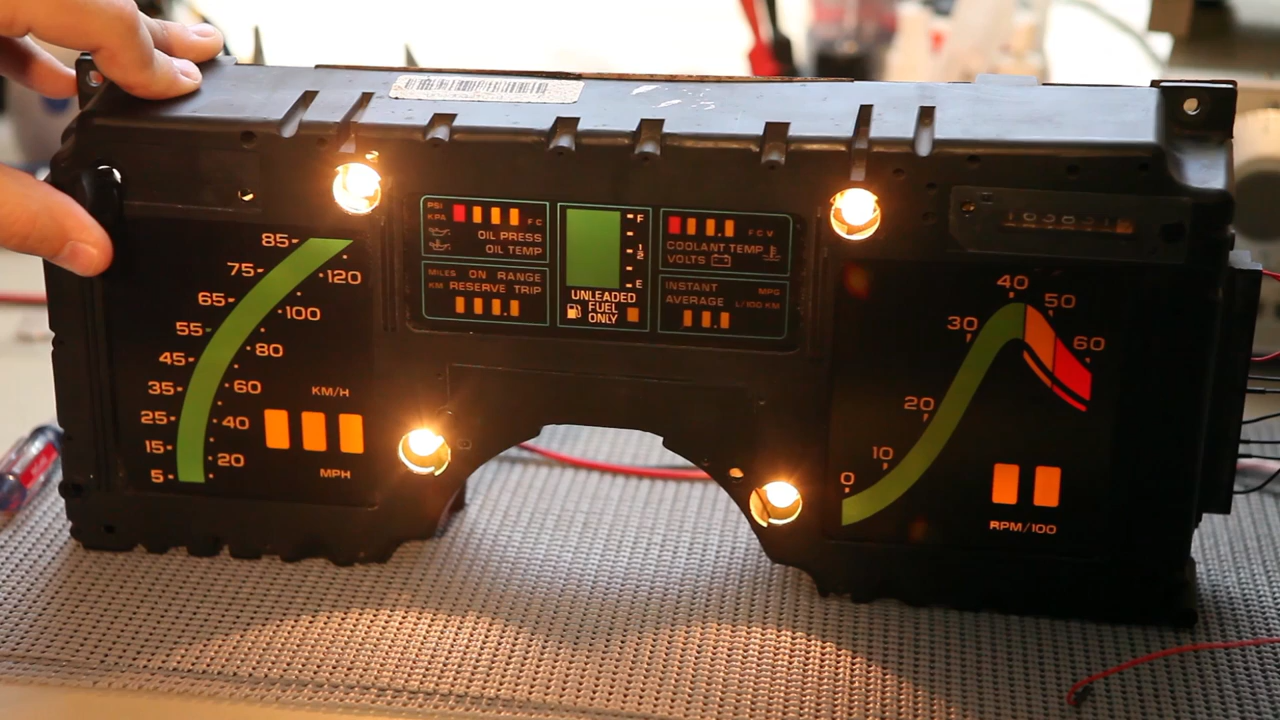 85
75
65
55
45
35
25
15
5
120
100
80
60
40
20
KM/H
MPH
PSI
KPA
F C
OIL PRESS
OIL TEMP
MILES
KM
ON RANGE
RESERVE TRIP
F
1/2
E
UNLEADED
FUEL
ONLY
F C V
COOLANT TEMP
VOLTS
INSTANT
AVERAGE
MPG
L/100 KM
0
10
20
30
40
50
60
RPM/100